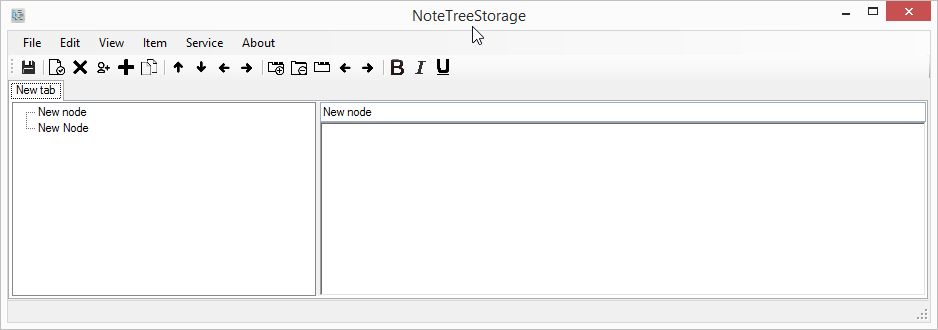 NoteTreeStorage
File Edit View Item Service About
B I U
New tab
New node
New Node
New node